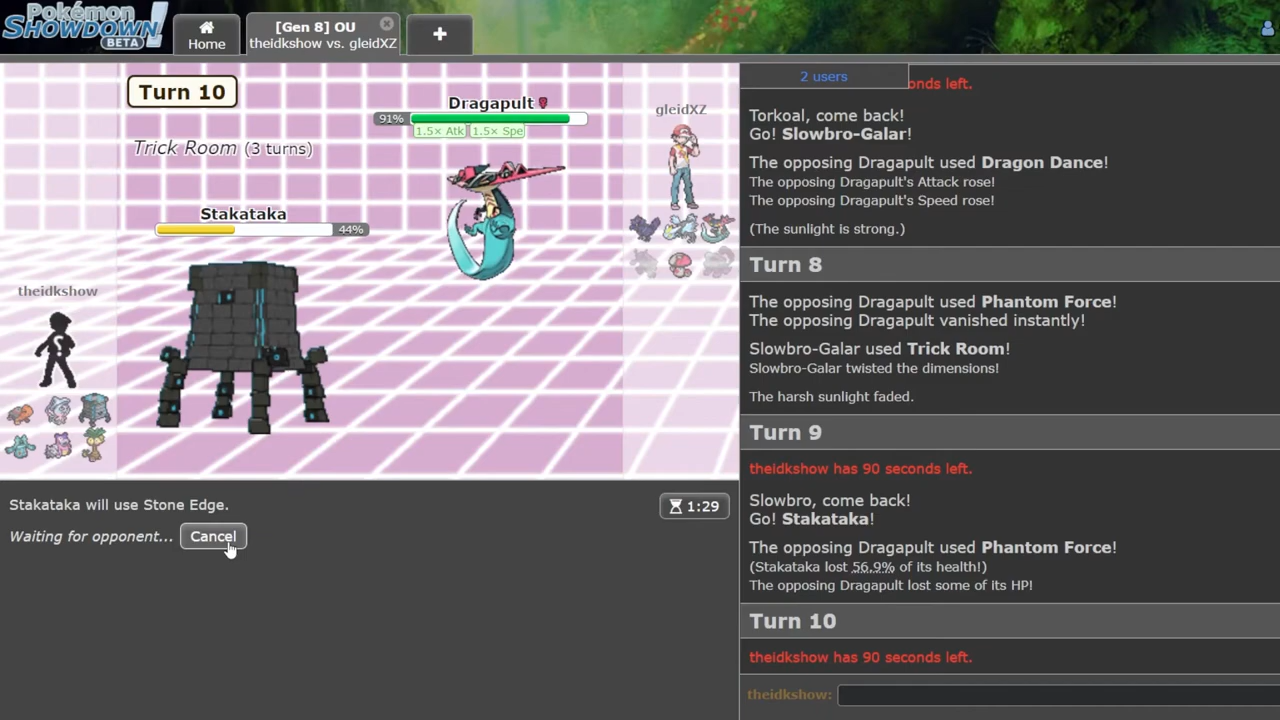 Pokémon
SHOWDOWN!
BETA
Home
[Gen 8] OU
theidkshow vs. gleidXZ
Turn 10
Trick Room (3 turns)
Dragapult
91%
1.5× Atk 1.5× Spe
gleidXZ
Stakataka
44%
theidkshow
Stakataka will use Stone Edge.
1:29
Waiting for opponent...
Cancel
2 users
onds left.
Torkoal, come back!
Go! Slowbro-Galar!
The opposing Dragapult used Dragon Dance!
The opposing Dragapult's Attack rose!
The opposing Dragapult's Speed rose!
(The sunlight is strong.)
Turn 8
The opposing Dragapult used Phantom Force!
The opposing Dragapult vanished instantly!
Slowbro-Galar used Trick Room!
Slowbro-Galar twisted the dimensions!
The harsh sunlight faded.
Turn 9
theidkshow has 90 seconds left.
Slowbro, come back!
Go! Stakataka!
The opposing Dragapult used Phantom Force!
(Stakataka lost 56.9% of its health!)
The opposing Dragapult lost some of its HP!
Turn 10
theidkshow has 90 seconds left.
theidkshow: